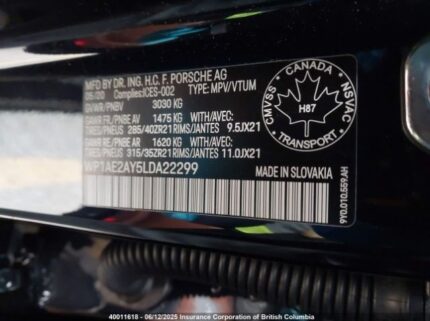 MFD BY DR. ING. H.C. F. PORSCHE AG
Complies:ICES-002 TYPE: MPV/VTUM
GVWR/PNBV 3030 KG
GAWR FR/PNBE AV 1475 KG WITH/AVEC:
TIRES/PNEUS 285/40ZR21 RIMS/JANTES 9.5JX21
GAWR RE/PNBE AR 1620 KG WITH/AVEC:
TIRES/PNEUS 315/35ZR21 RIMS/JANTES 11.0JX21
WP1AE2AY5LDA22299 MADE IN SLOVAKIA
CANADA
CMVSS
NSVAC
H87
TRANSPORT
9Y0.010.559.AH
40011618 - 06/12/2025 Insurance Corporation of British Columbia